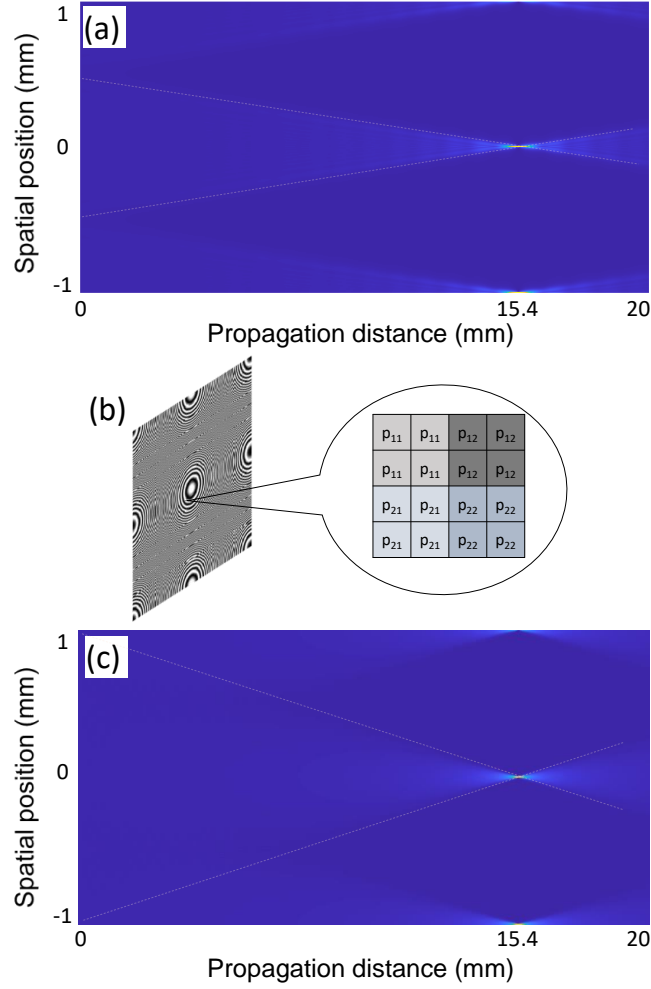 (a)
1
0
-1
Spatial position (mm)
0 15.4 20
Propagation distance (mm)
(b)
p11 p11 p12 p12
p11 p11 p12 p12
p21 p21 p22 p22
p21 p21 p22 p22
(c)
1
0
-1
Spatial position (mm)
0 15.4 20
Propagation distance (mm)